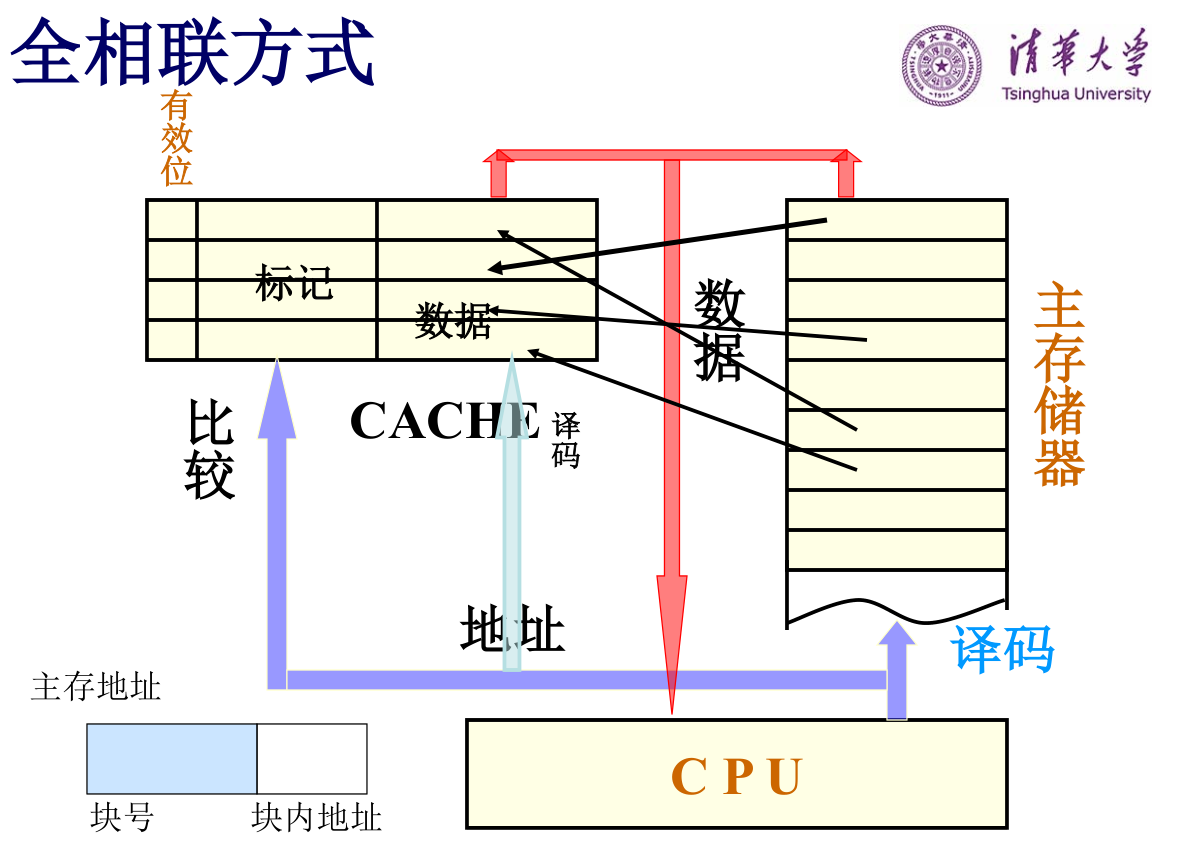 全相联方式
清华大学
Tsinghua University
有效位
标记
数据
数据
主存储器
比较
CACHE
译码
地址
译码
主存地址
块号
块内地址
CPU